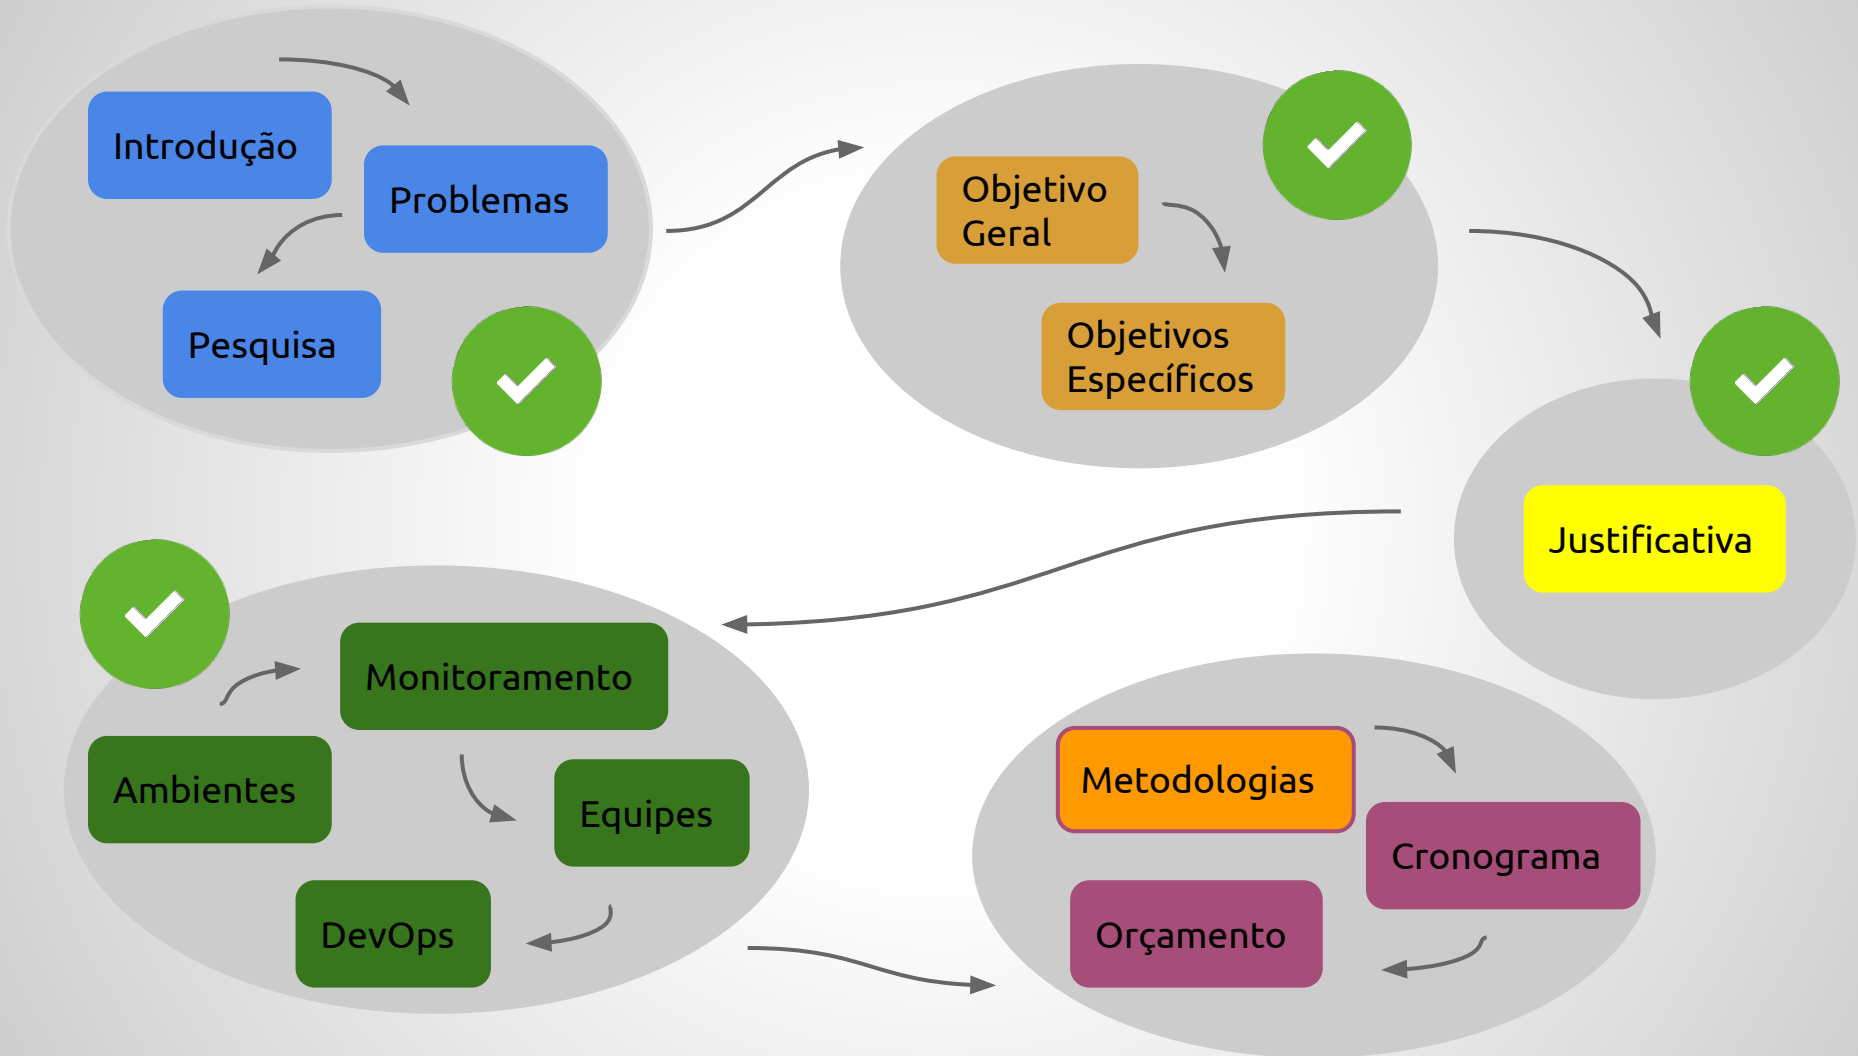 Introdução
Problemas
Pesquisa
Objetivo
Geral
Objetivos
Específicos
Justificativa
Ambientes
Monitoramento
Equipes
DevOps
Metodologias
Cronograma
Orçamento